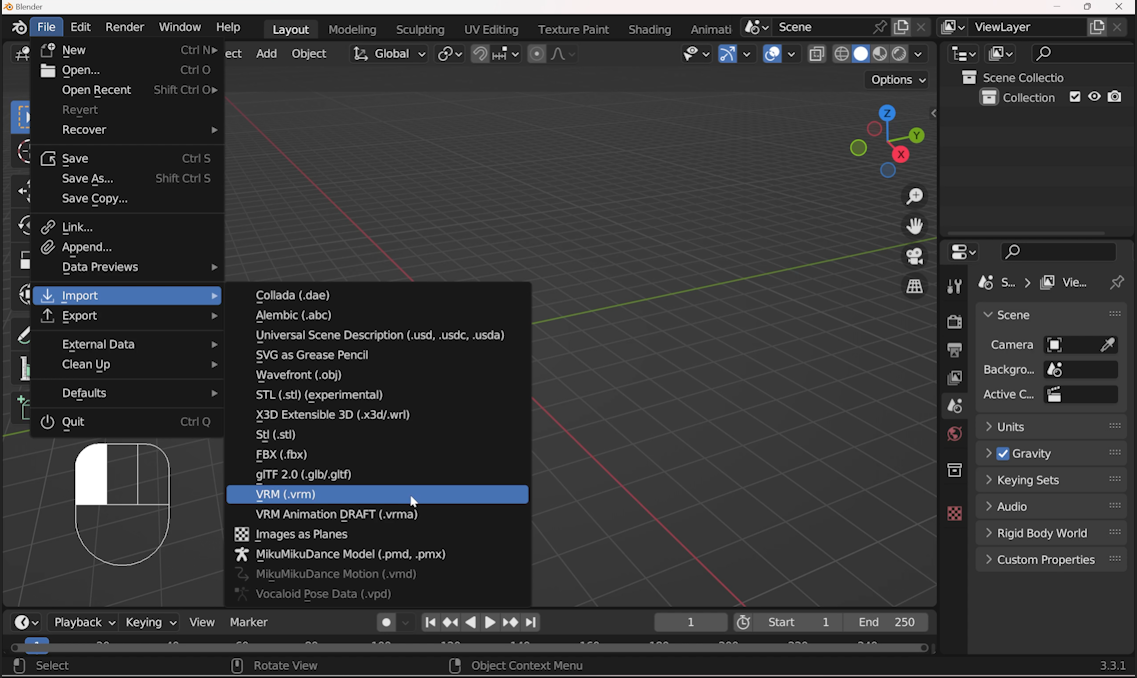 Blender
File Edit Render Window Help Layout Modeling Sculpting UV Editing Texture Paint Shading Animati Scene ViewLayer
ect Add Object Global
Options
New Ctrl N
Open... Ctrl O
Open Recent Shift Ctrl O
Revert
Recover
Save Ctrl S
Save As... Shift Ctrl S
Save Copy...
Link...
Append...
Data Previews
Import
Export
External Data
Clean Up
Defaults
Quit Ctrl Q
Collada (.dae)
Alembic (.abc)
Universal Scene Description (.usd, .usdc, .usda)
SVG as Grease Pencil
Wavefront (.obj)
STL (.stl) (experimental)
X3D Extensible 3D (.x3d/.wrl)
Stl (.stl)
FBX (.fbx)
glTF 2.0 (.glb/.gltf)
VRM (.vrm)
VRM Animation DRAFT (.vrma)
Images as Planes
MikuMikuDance Model (.pmd, .pmx)
MikuMikuDance Motion (.vmd)
Vocaloid Pose Data (.vpd)
Z
Y
X
Scene Collectio
Collection
S... Vie...
Scene
Camera
Backgro...
Active C...
Units
Gravity
Keying Sets
Audio
Rigid Body World
Custom Properties
Playback Keying View Marker 1 Start 1 End 250
1
Select Rotate View Object Context Menu 3.3.1